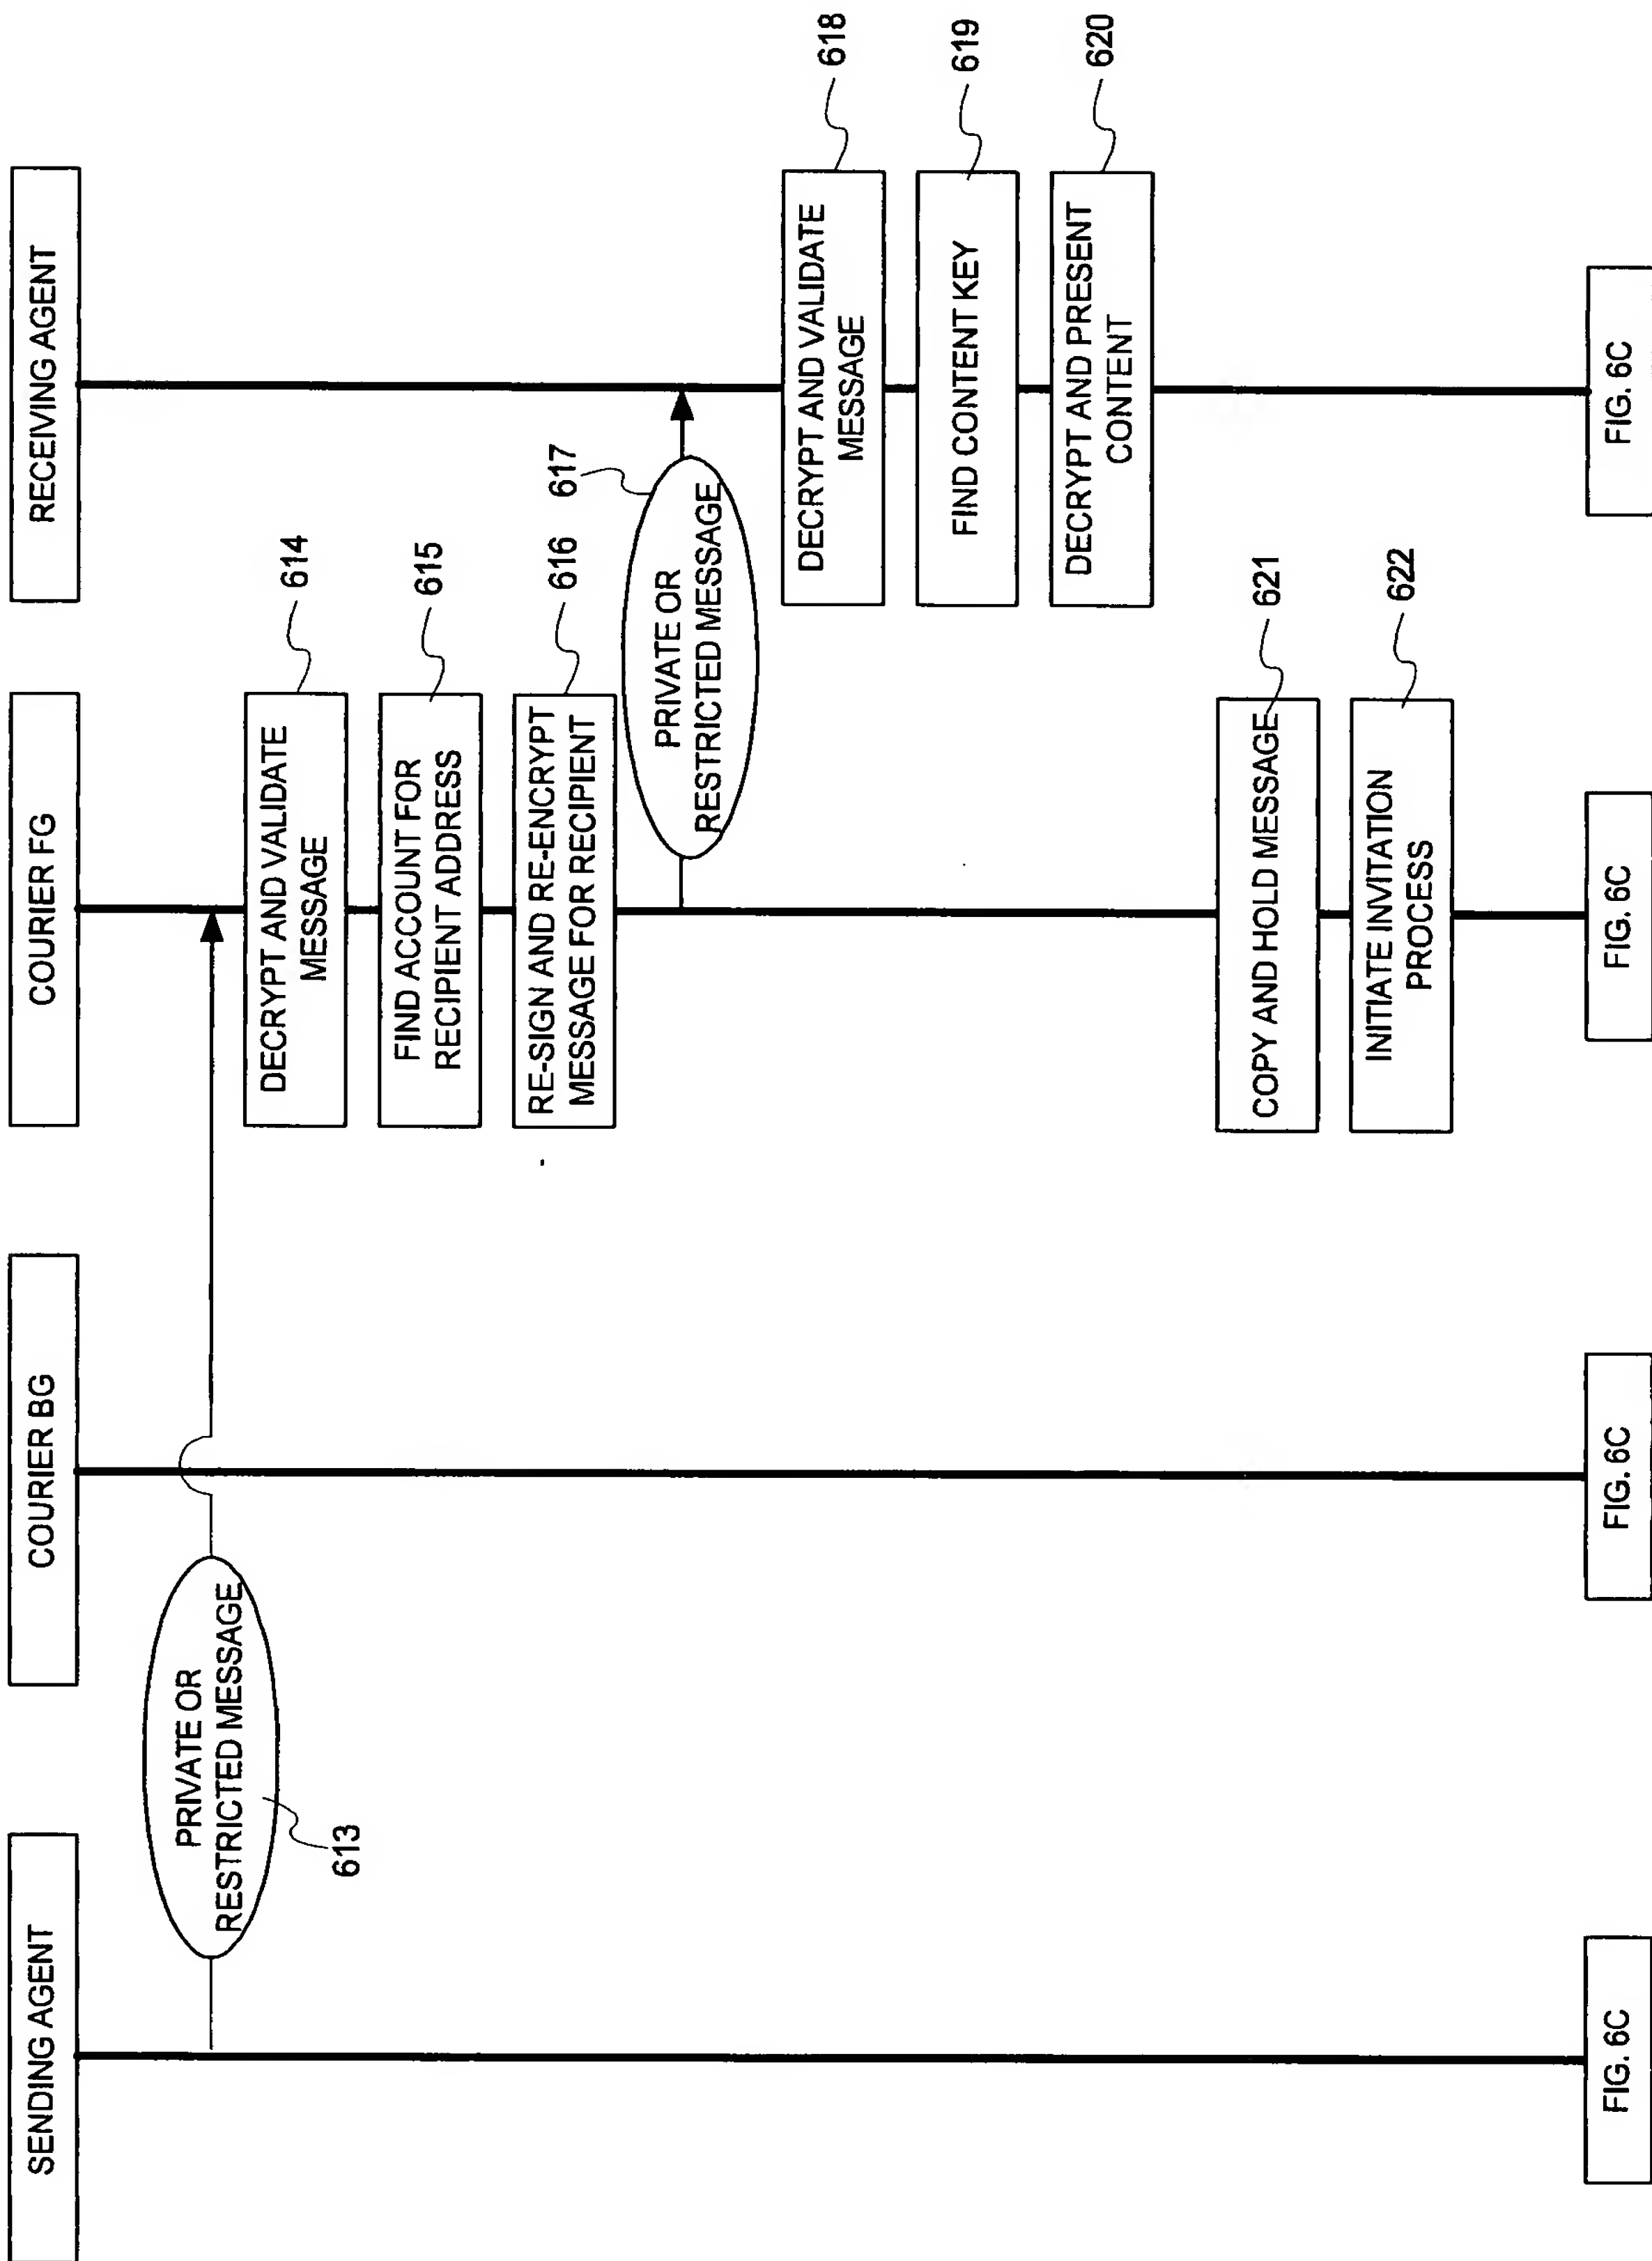 SENDING AGENT
COURIER BG
COURIER FG
RECEIVING AGENT
PRIVATE OR
RESTRICTED MESSAGE
613
DECRYPT AND VALIDATE
MESSAGE
614
FIND ACCOUNT FOR
RECIPIENT ADDRESS
615
RE-SIGN AND RE-ENCRYPT
MESSAGE FOR RECIPIENT
616
PRIVATE OR
RESTRICTED MESSAGE
617
DECRYPT AND VALIDATE
MESSAGE
618
FIND CONTENT KEY
619
DECRYPT AND PRESENT
CONTENT
620
COPY AND HOLD MESSAGE
621
INITIATE INVITATION
PROCESS
622
FIG. 6C
FIG. 6C
FIG. 6C
FIG. 6C